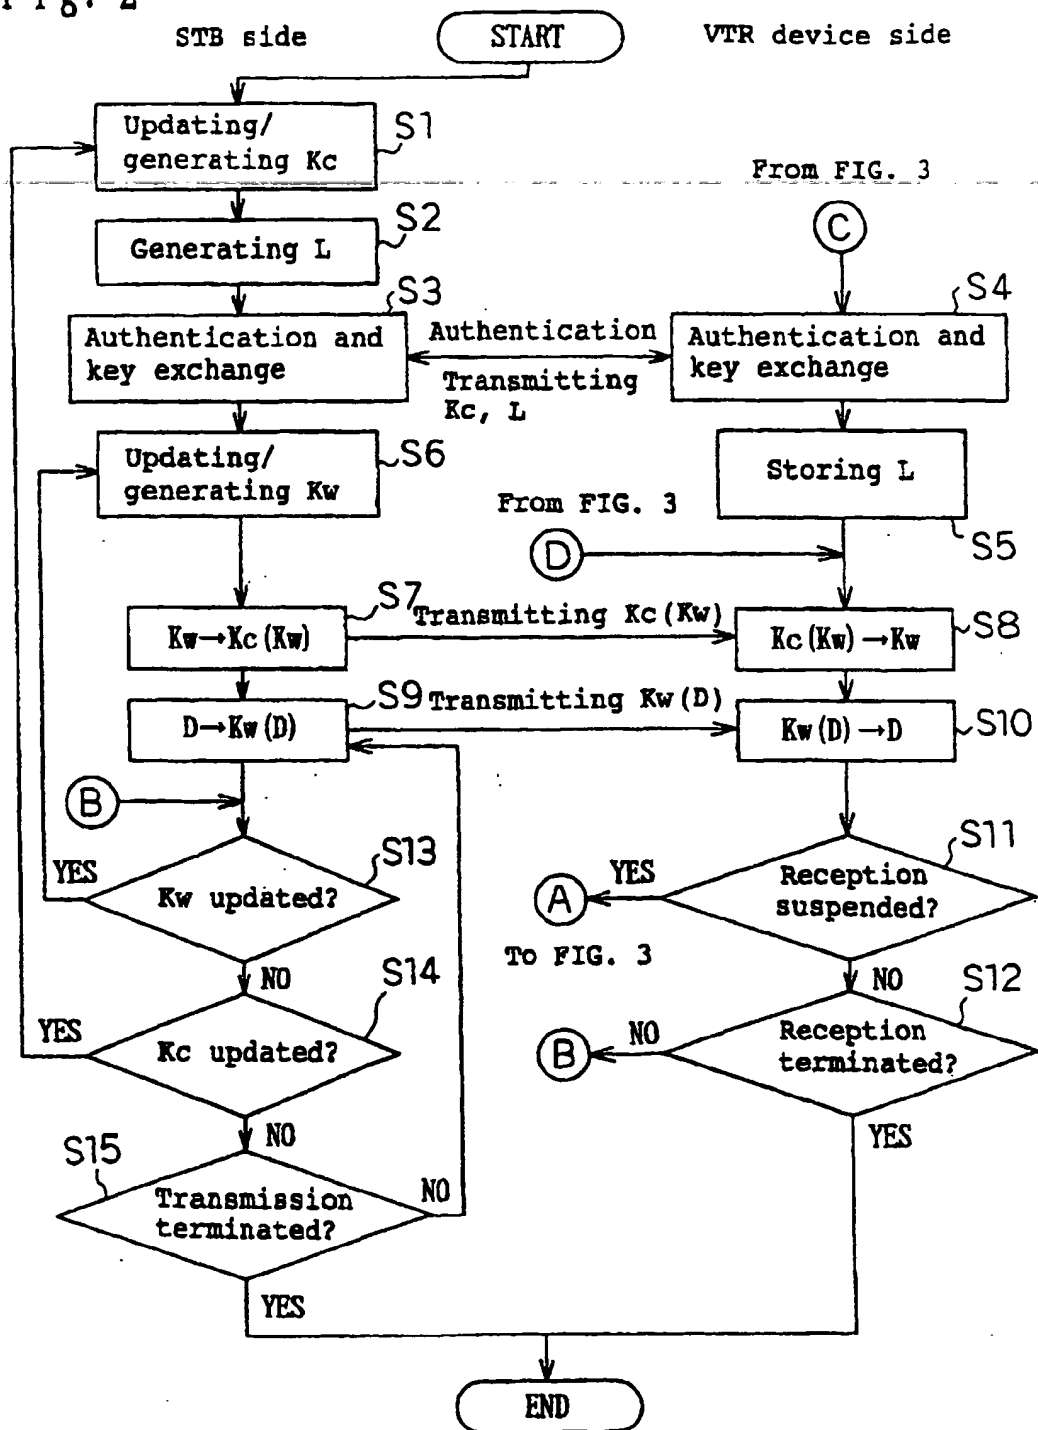 Fig. 2
STB side
START
VTR device side
Updating/
generating Kc
S1
From FIG. 3
C
Generating L
S2
S3
Authentication and
key exchange
Authentication
Transmitting
Kc, L
S4
Authentication and
key exchange
Updating/
generating Kw
S6
Storing L
S5
From FIG. 3
D
S7
Kw→Kc(Kw)
Transmitting Kc(Kw)
Kc(Kw)→Kw
S8
S9
D→Kw(D)
Transmitting Kw(D)
Kw(D)→D
S10
B
S13
YES
Kw updated?
NO
S11
YES
Reception
suspended?
A
To FIG. 3
NO
S14
YES
Kc updated?
NO
S12
NO
Reception
terminated?
B
YES
S15
Transmission
terminated?
NO
YES
END